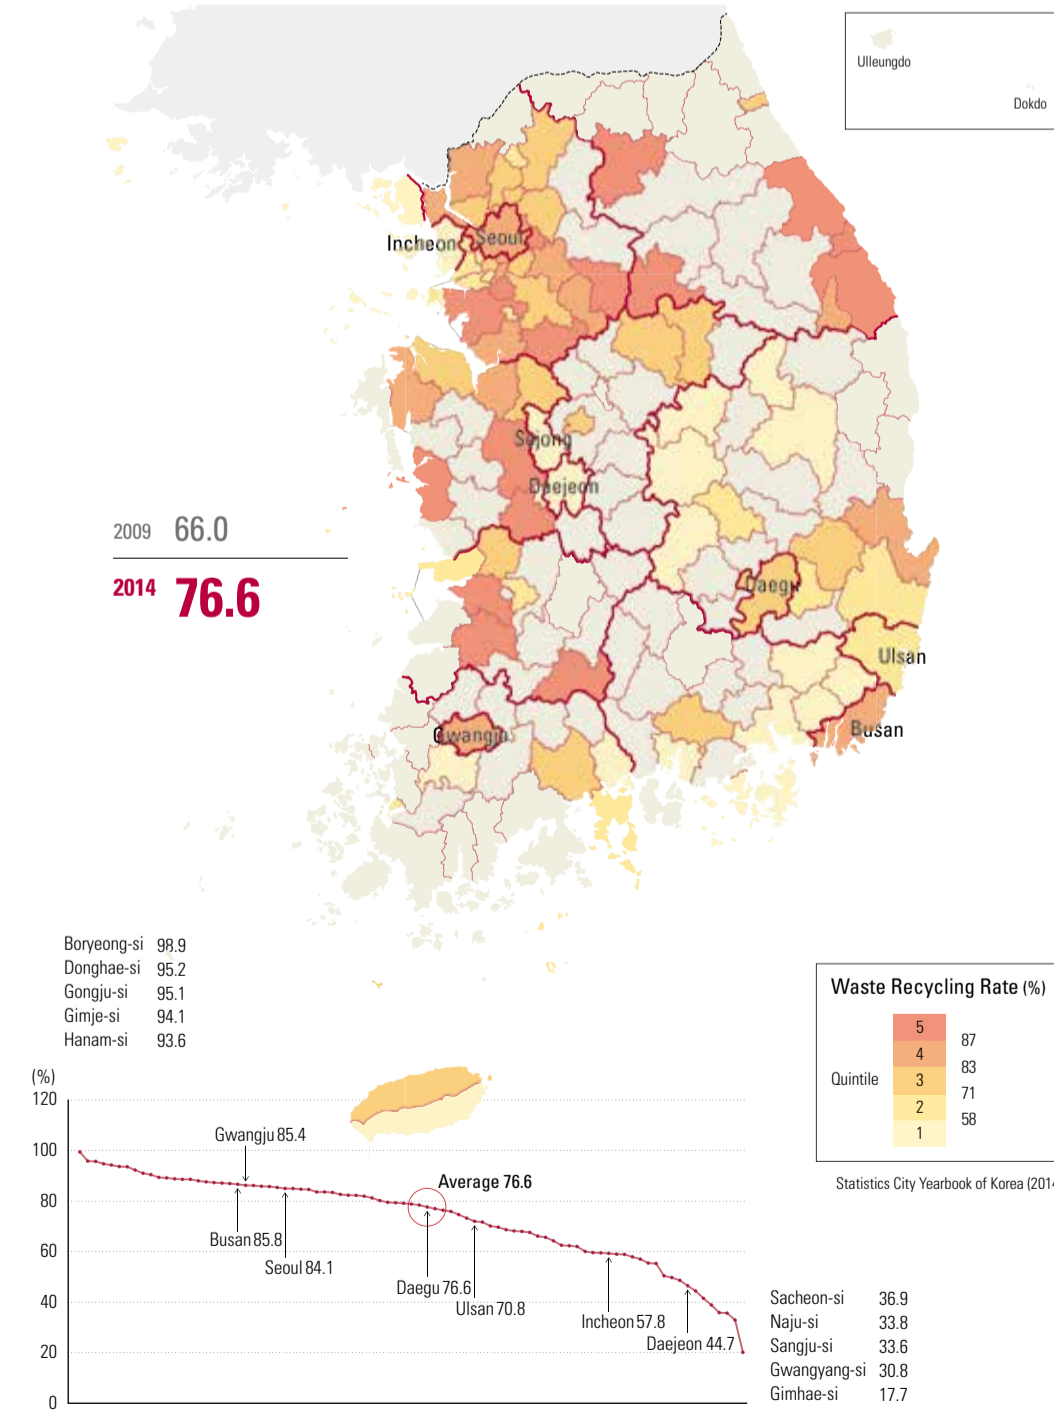 Ulleungdo
Dokdo
Incheon
Seoul
Sejong
Daejeon
2009 66.0
2014 76.6
Daegu
Ulsan
Gwangju
Busan
Boryeong-si 98.9
Donghae-si 95.2
Gongju-si 95.1
Gimje-si 94.1
Hanam-si 93.6
Waste Recycling Rate (%)
Quintile
5
4
3
2
1
87
83
71
58
Statistics City Yearbook of Korea (2014
(%)
120
100
80
60
40
20
0
Gwangju 85.4
Average 76.6
Busan 85.8
Seoul 84.1
Daegu 76.6
Ulsan 70.8
Incheon 57.8
Daejeon 44.7
Sacheon-si 36.9
Naju-si 33.8
Sangju-si 33.6
Gwangyang-si 30.8
Gimhae-si 17.7